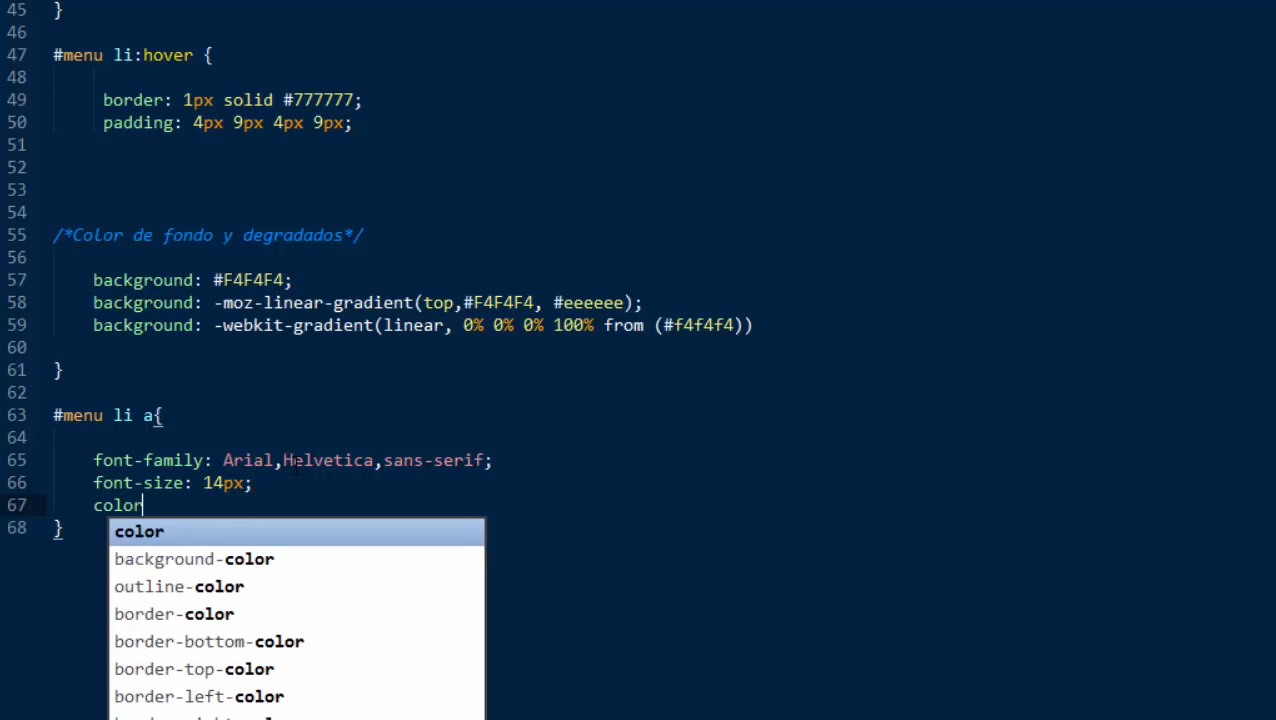 45 }
46
47 #menu li:hover {
48
49 border: 1px solid #777777;
50 padding: 4px 9px 4px 9px;
51
52
53
54
55 /*Color de fondo y degradados*/
56
57 background: #F4F4F4;
58 background: -moz-linear-gradient(top,#F4F4F4, #eeeeee);
59 background: -webkit-gradient(linear, 0% 0% 0% 100% from (#f4f4f4))
60
61 }
62
63 #menu li a{
64
65 font-family: Arial,Helvetica,sans-serif;
66 font-size: 14px;
67 color
68 }
color
background-color
outline-color
border-color
border-bottom-color
border-top-color
border-left-color